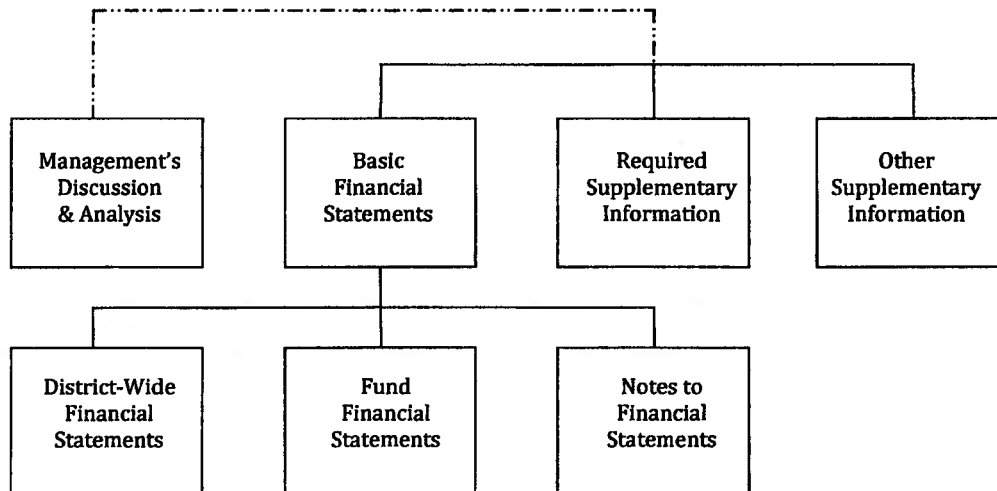 Management's
Discussion
& Analysis
Basic
Financial
Statements
Required
Supplementary
Information
Other
Supplementary
Information
District-Wide
Financial
Statements
Fund
Financial
Statements
Notes to
Financial
Statements